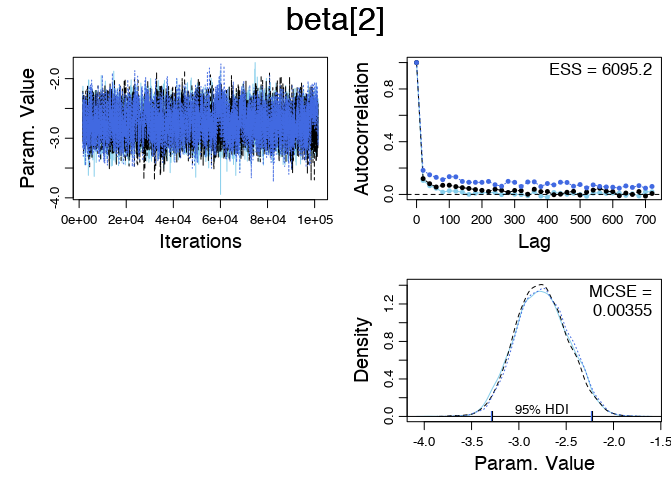 beta[2]
Param. Value
-2.0
-3.0
-4.0
0e+00 2e+04 4e+04 6e+04 8e+04 1e+05
Iterations
Autocorrelation
0.8
0.4
0.0
ESS = 6095.2
0 100 200 300 400 500 600 700
Lag
Density
1.2
0.8
0.4
0.0
MCSE =
0.00355
95% HDI
-4.0 -3.5 -3.0 -2.5 -2.0 -1.5
Param. Value